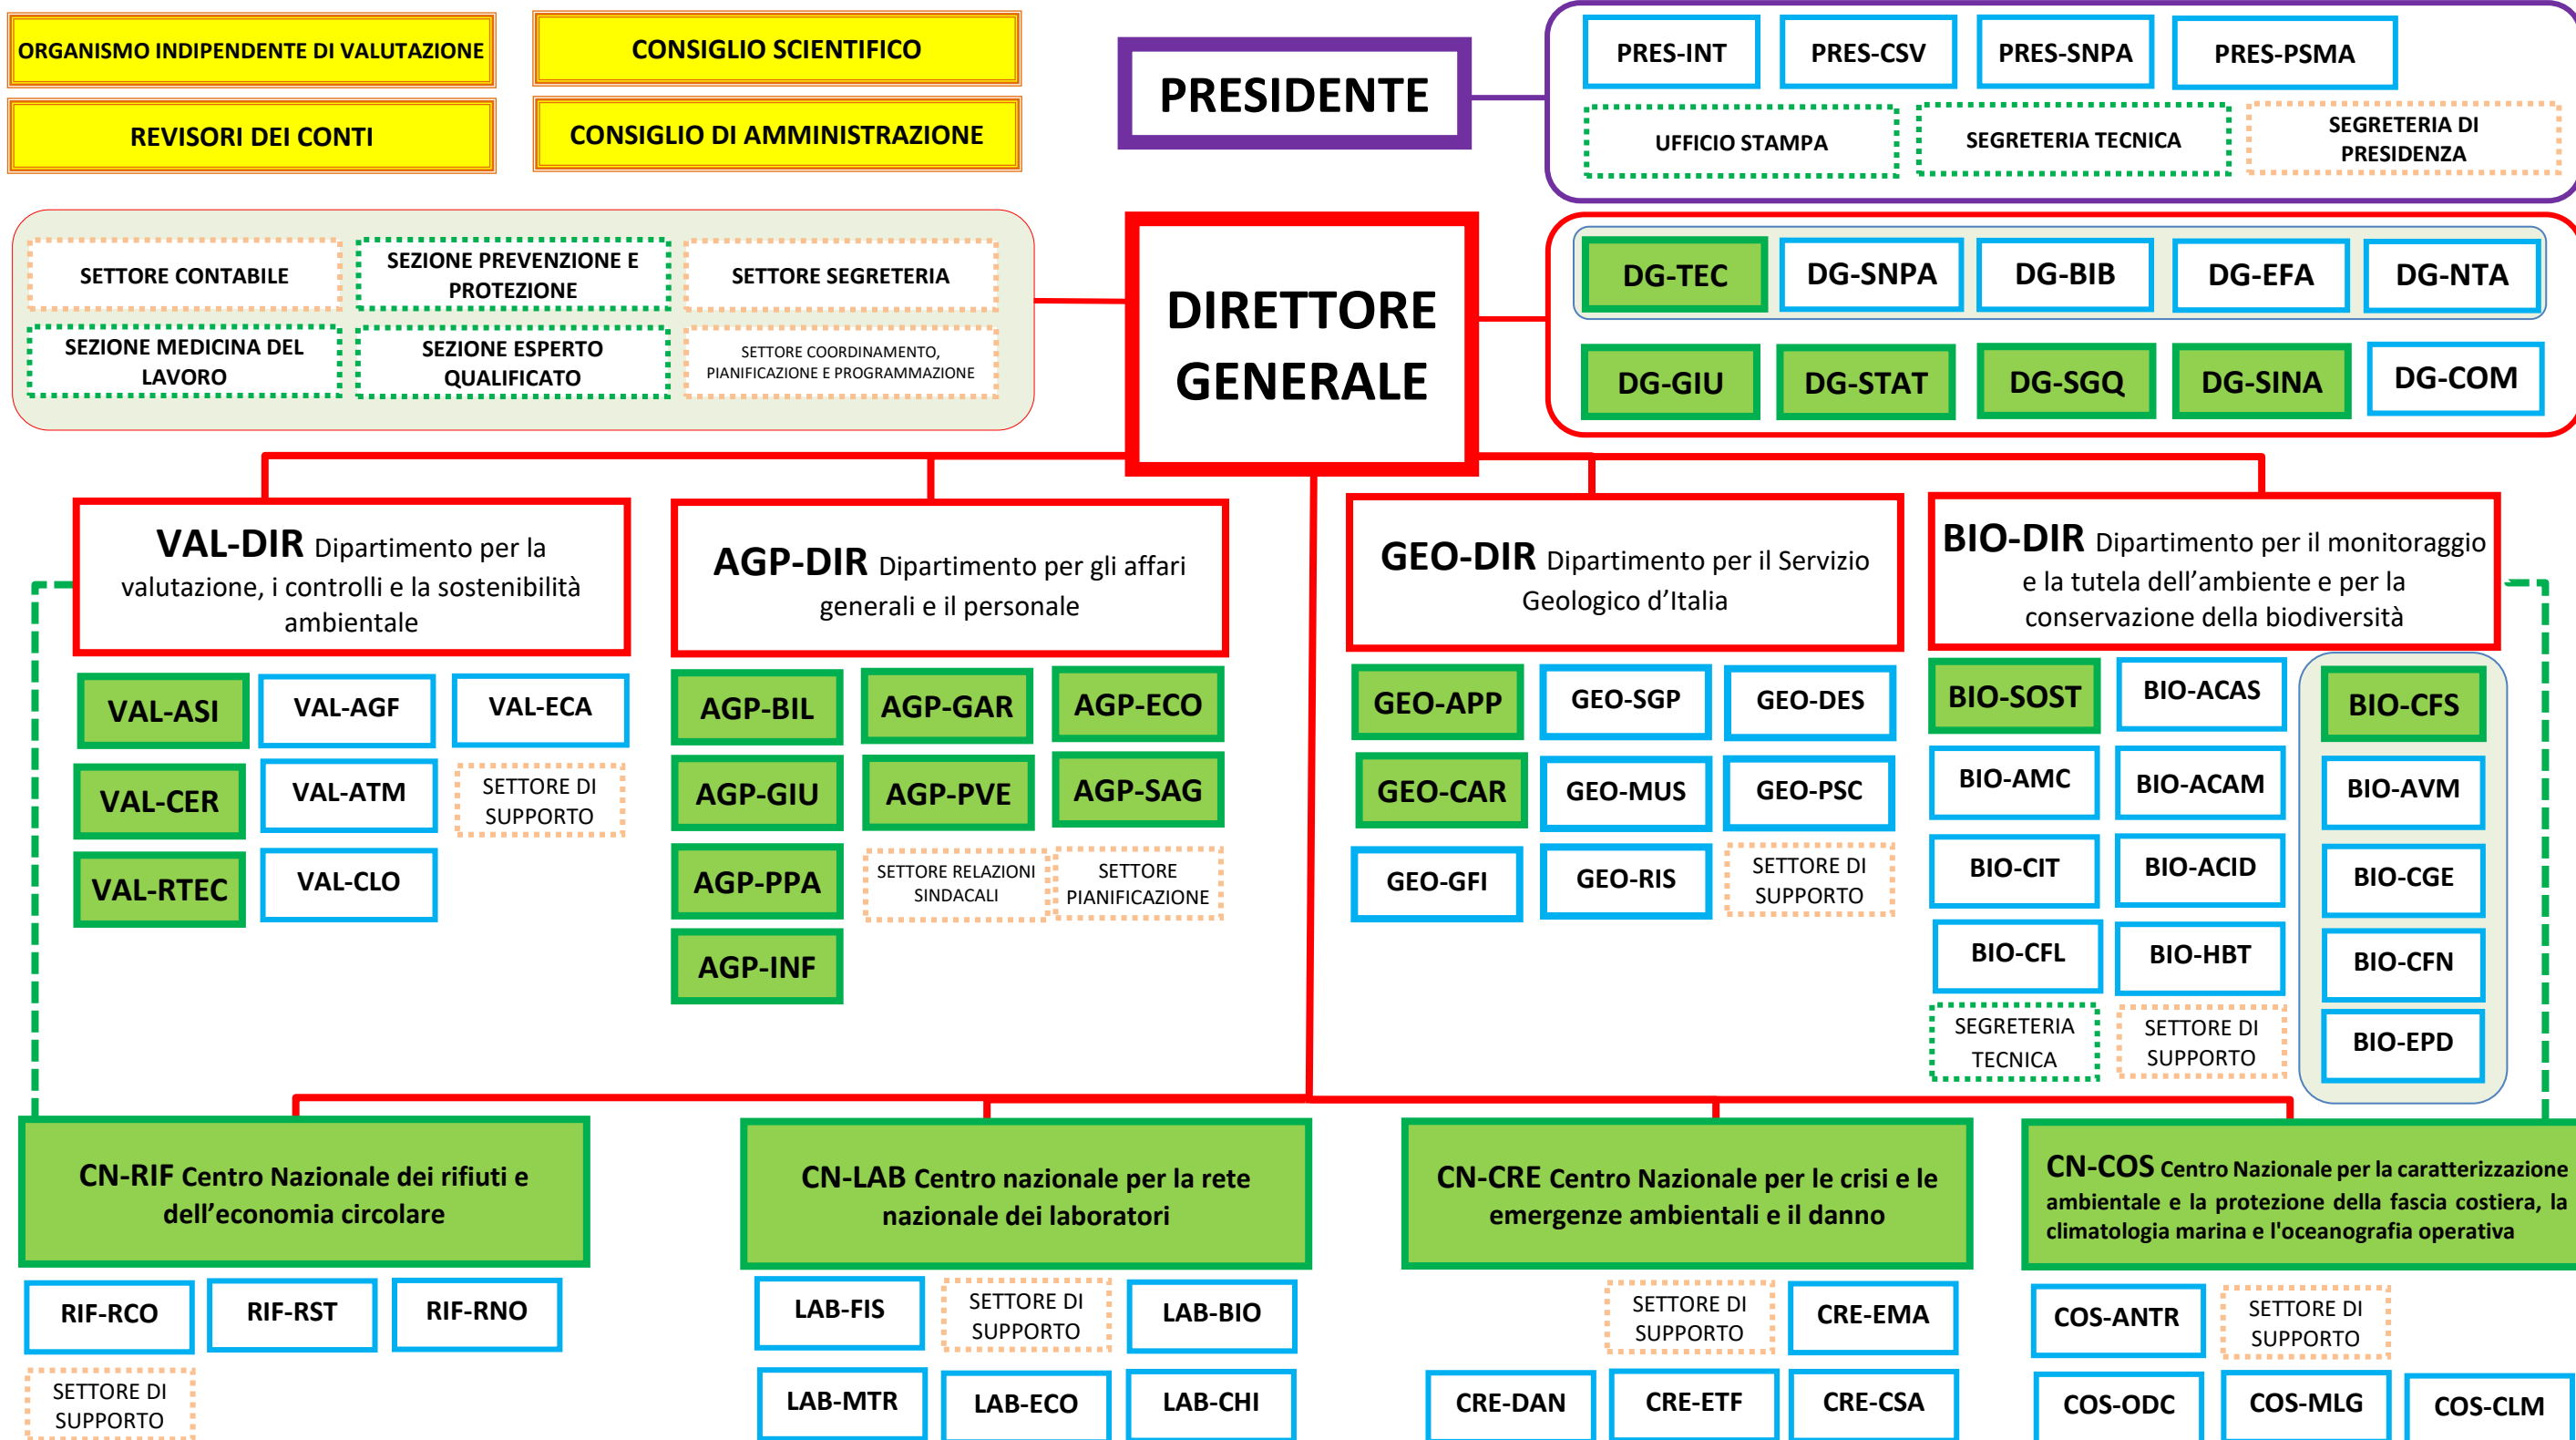 ORGANISMO INDIPENDENTE DI VALUTAZIONE
CONSIGLIO SCIENTIFICO
REVISORI DEI CONTI
CONSIGLIO DI AMMINISTRAZIONE
PRESIDENTE
PRES-INT
PRES-CSV
PRES-SNPA
PRES-PSMA
UFFICIO STAMPA
SEGRETERIA TECNICA
SEGRETERIA DI
PRESIDENZA
SETTORE CONTABILE
SEZIONE PREVENZIONE E
PROTEZIONE
SETTORE SEGRETERIA
SEZIONE MEDICINA DEL
LAVORO
SEZIONE ESPERTO
QUALIFICATO
SETTORE COORDINAMENTO,
PIANIFICAZIONE E PROGRAMMAZIONE
DIRETTORE
GENERALE
DG-TEC
DG-SNPA
DG-BIB
DG-EFA
DG-NTA
DG-GIU
DG-STAT
DG-SGQ
DG-SINA
DG-COM
VAL-DIR Dipartimento per la
valutazione, i controlli e la sostenibilità
ambientale
AGP-DIR Dipartimento per gli affari
generali e il personale
GEO-DIR Dipartimento per il Servizio
Geologico d’Italia
BIO-DIR Dipartimento per il monitoraggio
e la tutela dell’ambiente e per la
conservazione della biodiversità
VAL-ASI
VAL-AGF
VAL-ECA
VAL-CER
VAL-ATM
SETTORE DI
SUPPORTO
VAL-RTEC
VAL-CLO
AGP-BIL
AGP-GAR
AGP-ECO
AGP-GIU
AGP-PVE
AGP-SAG
AGP-PPA
SETTORE RELAZIONI
SINDACALI
SETTORE
PIANIFICAZIONE
AGP-INF
GEO-APP
GEO-SGP
GEO-DES
GEO-CAR
GEO-MUS
GEO-PSC
GEO-GFI
GEO-RIS
SETTORE DI
SUPPORTO
BIO-SOST
BIO-ACAS
BIO-CFS
BIO-AMC
BIO-ACAM
BIO-AVM
BIO-CIT
BIO-ACID
BIO-CGE
BIO-CFL
BIO-HBT
BIO-CFN
SEGRETERIA
TECNICA
SETTORE DI
SUPPORTO
BIO-EPD
CN-RIF Centro Nazionale dei rifiuti e
dell’economia circolare
CN-LAB Centro nazionale per la rete
nazionale dei laboratori
CN-CRE Centro Nazionale per le crisi e le
emergenze ambientali e il danno
CN-COS Centro Nazionale per la caratterizzazione
ambientale e la protezione della fascia costiera, la
climatologia marina e l'oceanografia operativa
RIF-RCO
RIF-RST
RIF-RNO
SETTORE DI
SUPPORTO
LAB-FIS
SETTORE DI
SUPPORTO
LAB-BIO
LAB-MTR
LAB-ECO
LAB-CHI
SETTORE DI
SUPPORTO
CRE-EMA
CRE-DAN
CRE-ETF
CRE-CSA
COS-ANTR
SETTORE DI
SUPPORTO
COS-ODC
COS-MLG
COS-CLM